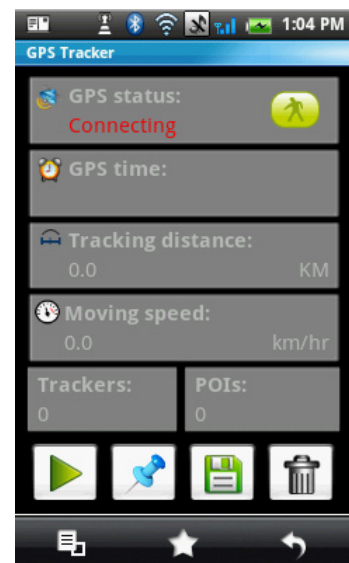 1:04 PM
GPS Tracker
GPS status:
Connecting
GPS time:
Tracking distance:
0.0 KM
Moving speed:
0.0 km/hr
Trackers: POIs:
0 0